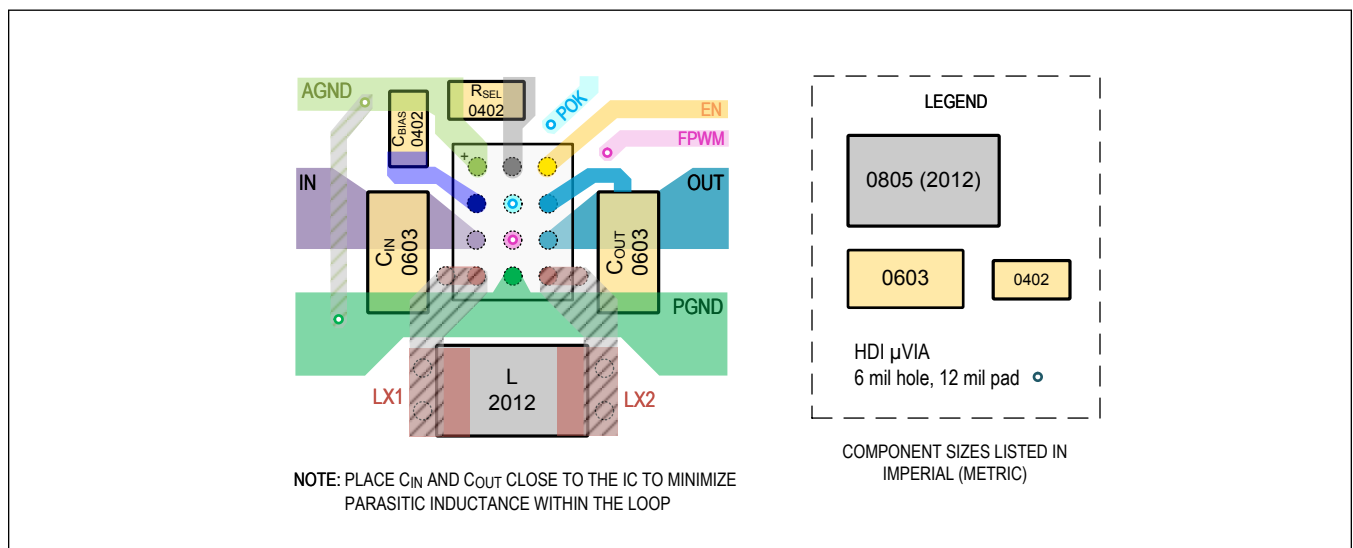 AGND
RSEL
0402
CBIAS
0402
POK
EN
FPWM
+
IN
OUT
CIN
0603
COUT
0603
PGND
LX1
L
2012
LX2
NOTE: PLACE CIN AND COUT CLOSE TO THE IC TO MINIMIZE
PARASITIC INDUCTANCE WITHIN THE LOOP
LEGEND
0805 (2012)
0603
0402
HDI µVIA
6 mil hole, 12 mil pad
COMPONENT SIZES LISTED IN
IMPERIAL (METRIC)